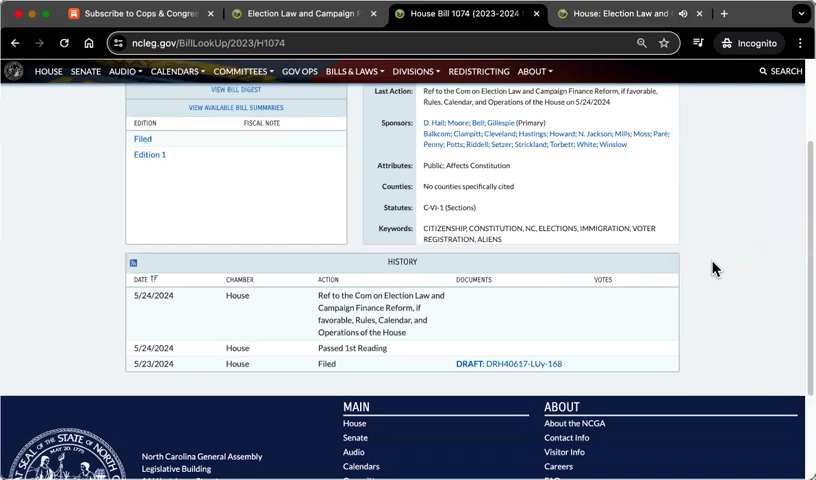 Subscribe to Cops & Congre
Election Law and Campaign F
House Bill 1074 (2023-2024
House: Election Law and
ncleg.gov/BillLookUp/2023/H1074
Incognito
HOUSE SENATE AUDIO CALENDARS COMMITTEES GOV OPS BILLS & LAWS DIVISIONS REDISTRICTING ABOUT SEARCH
VIEW BILL DIGEST
VIEW AVAILABLE BILL SUMMARIES
EDITION FISCAL NOTE
Filed
Edition 1
Last Action: Ref to the Com on Election Law and Campaign Finance Reform, if favorable,
Rules, Calendar, and Operations of the House on 5/24/2024
Sponsors: D. Hall; Moore; Bell; Gillespie (Primary)
Balkcom; Clampitt; Cleveland; Hastings; Howard; N. Jackson; Mills; Moss; Paré;
Penny; Potts; Riddell; Setzer; Strickland; Torbett; White; Winslow
Attributes: Public; Affects Constitution
Counties: No counties specifically cited
Statutes: C-VI-1 (Sections)
Keywords: CITIZENSHIP, CONSTITUTION, NC, ELECTIONS, IMMIGRATION, VOTER
REGISTRATION, ALIENS
HISTORY
DATE CHAMBER ACTION DOCUMENTS VOTES
5/24/2024 House Ref to the Com on Election Law and
Campaign Finance Reform, if
favorable, Rules, Calendar, and
Operations of the House
5/24/2024 House Passed 1st Reading
5/23/2024 House Filed DRAFT: DRH40617-LUy-168
MAIN
House
Senate
Audio
Calendars
ABOUT
About the NCGA
Contact Info
Visitor Info
Careers
North Carolina General Assembly
Legislative Building